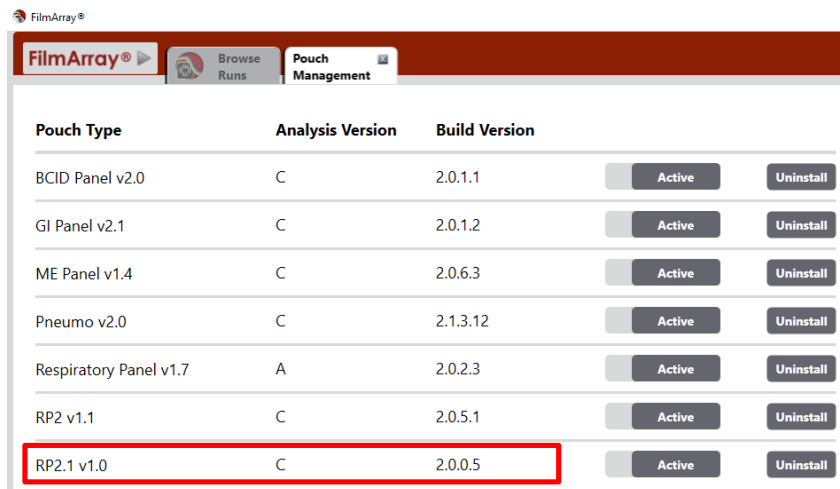 FilmArray®
FilmArray®
Browse Runs
Pouch Management
x
Pouch Type Analysis Version Build Version
BCID Panel v2.0 C 2.0.1.1 Active Uninstall
GI Panel v2.1 C 2.0.1.2 Active Uninstall
ME Panel v1.4 C 2.0.6.3 Active Uninstall
Pneumo v2.0 C 2.1.3.12 Active Uninstall
Respiratory Panel v1.7 A 2.0.2.3 Active Uninstall
RP2 v1.1 C 2.0.5.1 Active Uninstall
RP2.1 v1.0 C 2.0.0.5 Active Uninstall